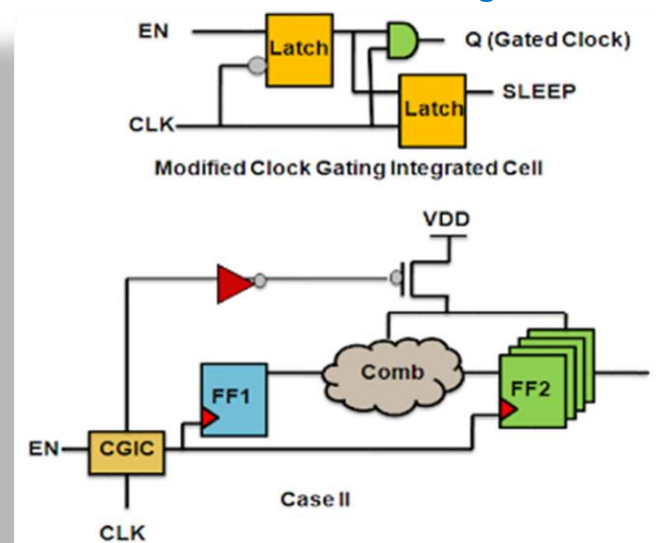 EN
Latch
Q (Gated Clock)
Latch
SLEEP
CLK
Modified Clock Gating Integrated Cell
VDD
Comb
FF1
FF2
EN
CGIC
Case II
CLK